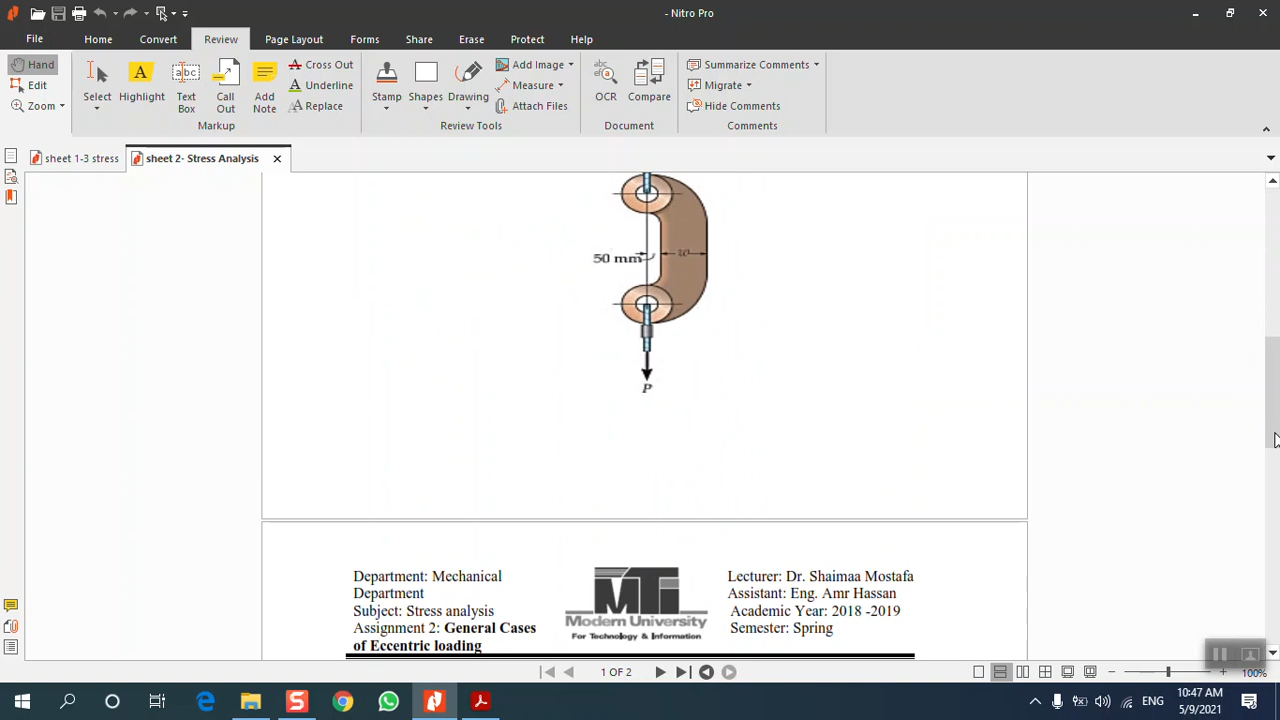 - Nitro Pro
File Home Convert Review Page Layout Forms Share Erase Protect Help
Hand
Edit
Zoom
Select
Highlight
Text Box
Call Out
Add Note
Cross Out
Underline
Replace
Markup
Stamp
Shapes
Drawing
Add Image
Measure
Attach Files
Review Tools
OCR
Compare
Document
Summarize Comments
Migrate
Hide Comments
Comments
sheet 1-3 stress
sheet 2- Stress Analysis
50 mm
w
P
Department: Mechanical
Department
Subject: Stress analysis
Assignment 2: General Cases
of Eccentric loading
MTi
Modern University
For Technology & Information
Lecturer: Dr. Shaimaa Mostafa
Assistant: Eng. Amr Hassan
Academic Year: 2018 -2019
Semester: Spring
1 OF 2
100%
ENG
10:47 AM
5/9/2021